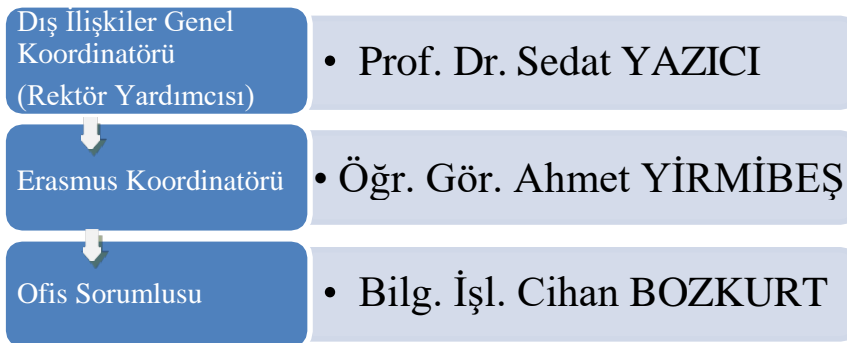 Dış İlişkiler Genel
Koordinatörü
(Rektör Yardımcısı)
• Prof. Dr. Sedat YAZICI
Erasmus Koordinatörü
• Öğr. Gör. Ahmet YİRMİBEŞ
Ofis Sorumlusu
• Bilg. İşl. Cihan BOZKURT